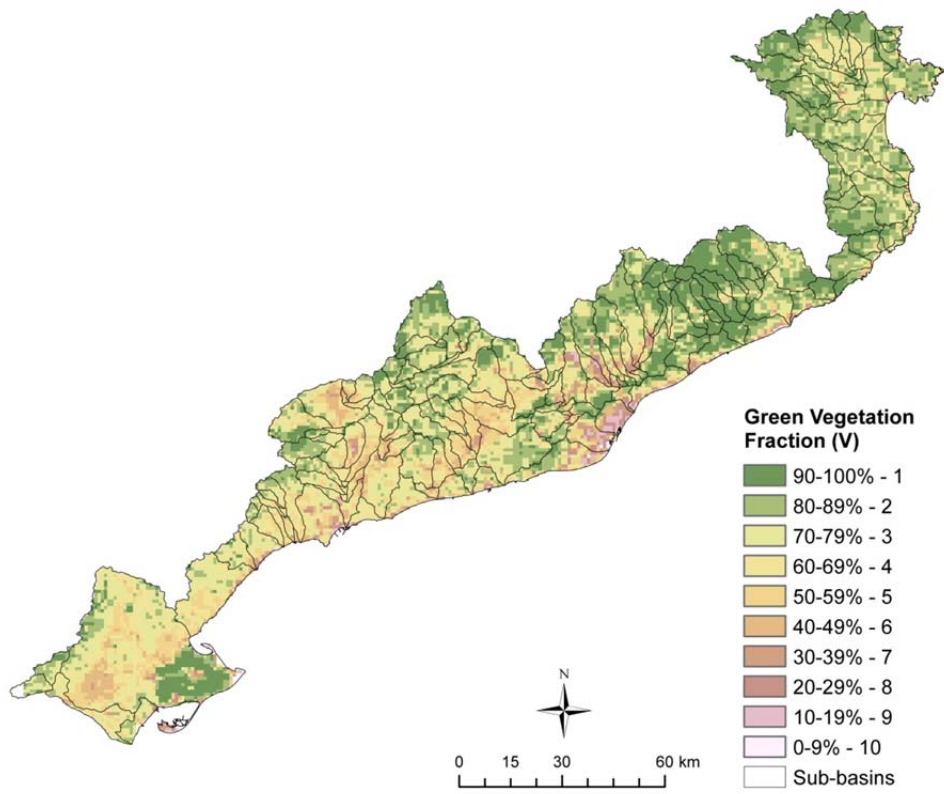 Green Vegetation
Fraction (V)
90-100% - 1
80-89% - 2
70-79% - 3
60-69% - 4
50-59% - 5
40-49% - 6
30-39% - 7
20-29% - 8
10-19% - 9
0-9% - 10
Sub-basins
N
0 15 30 60 km